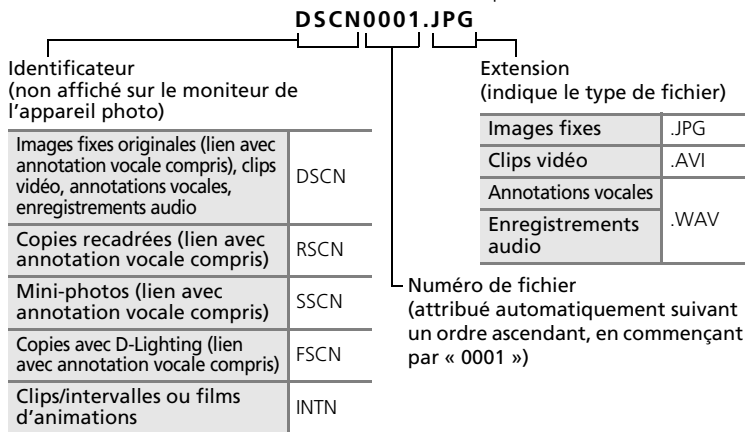 DSCN0001.JPG
Identificateur
(non affiché sur le moniteur de
l'appareil photo)
Images fixes originales (lien avec
annotation vocale compris), clips
vidéo, annotations vocales,
enregistrements audio
DSCN
Copies recadrées (lien avec
annotation vocale compris)
RSCN
Mini-photos (lien avec
annotation vocale compris)
SSCN
Copies avec D-Lighting (lien
avec annotation vocale compris)
FSCN
Clips/intervalles ou films
d'animations
INTN
Extension
(indique le type de fichier)
Images fixes
.JPG
Clips vidéo
.AVI
Annotations vocales
Enregistrements
audio
.WAV
Numéro de fichier
(attribué automatiquement suivant
un ordre ascendant, en commençant
par « 0001 »)